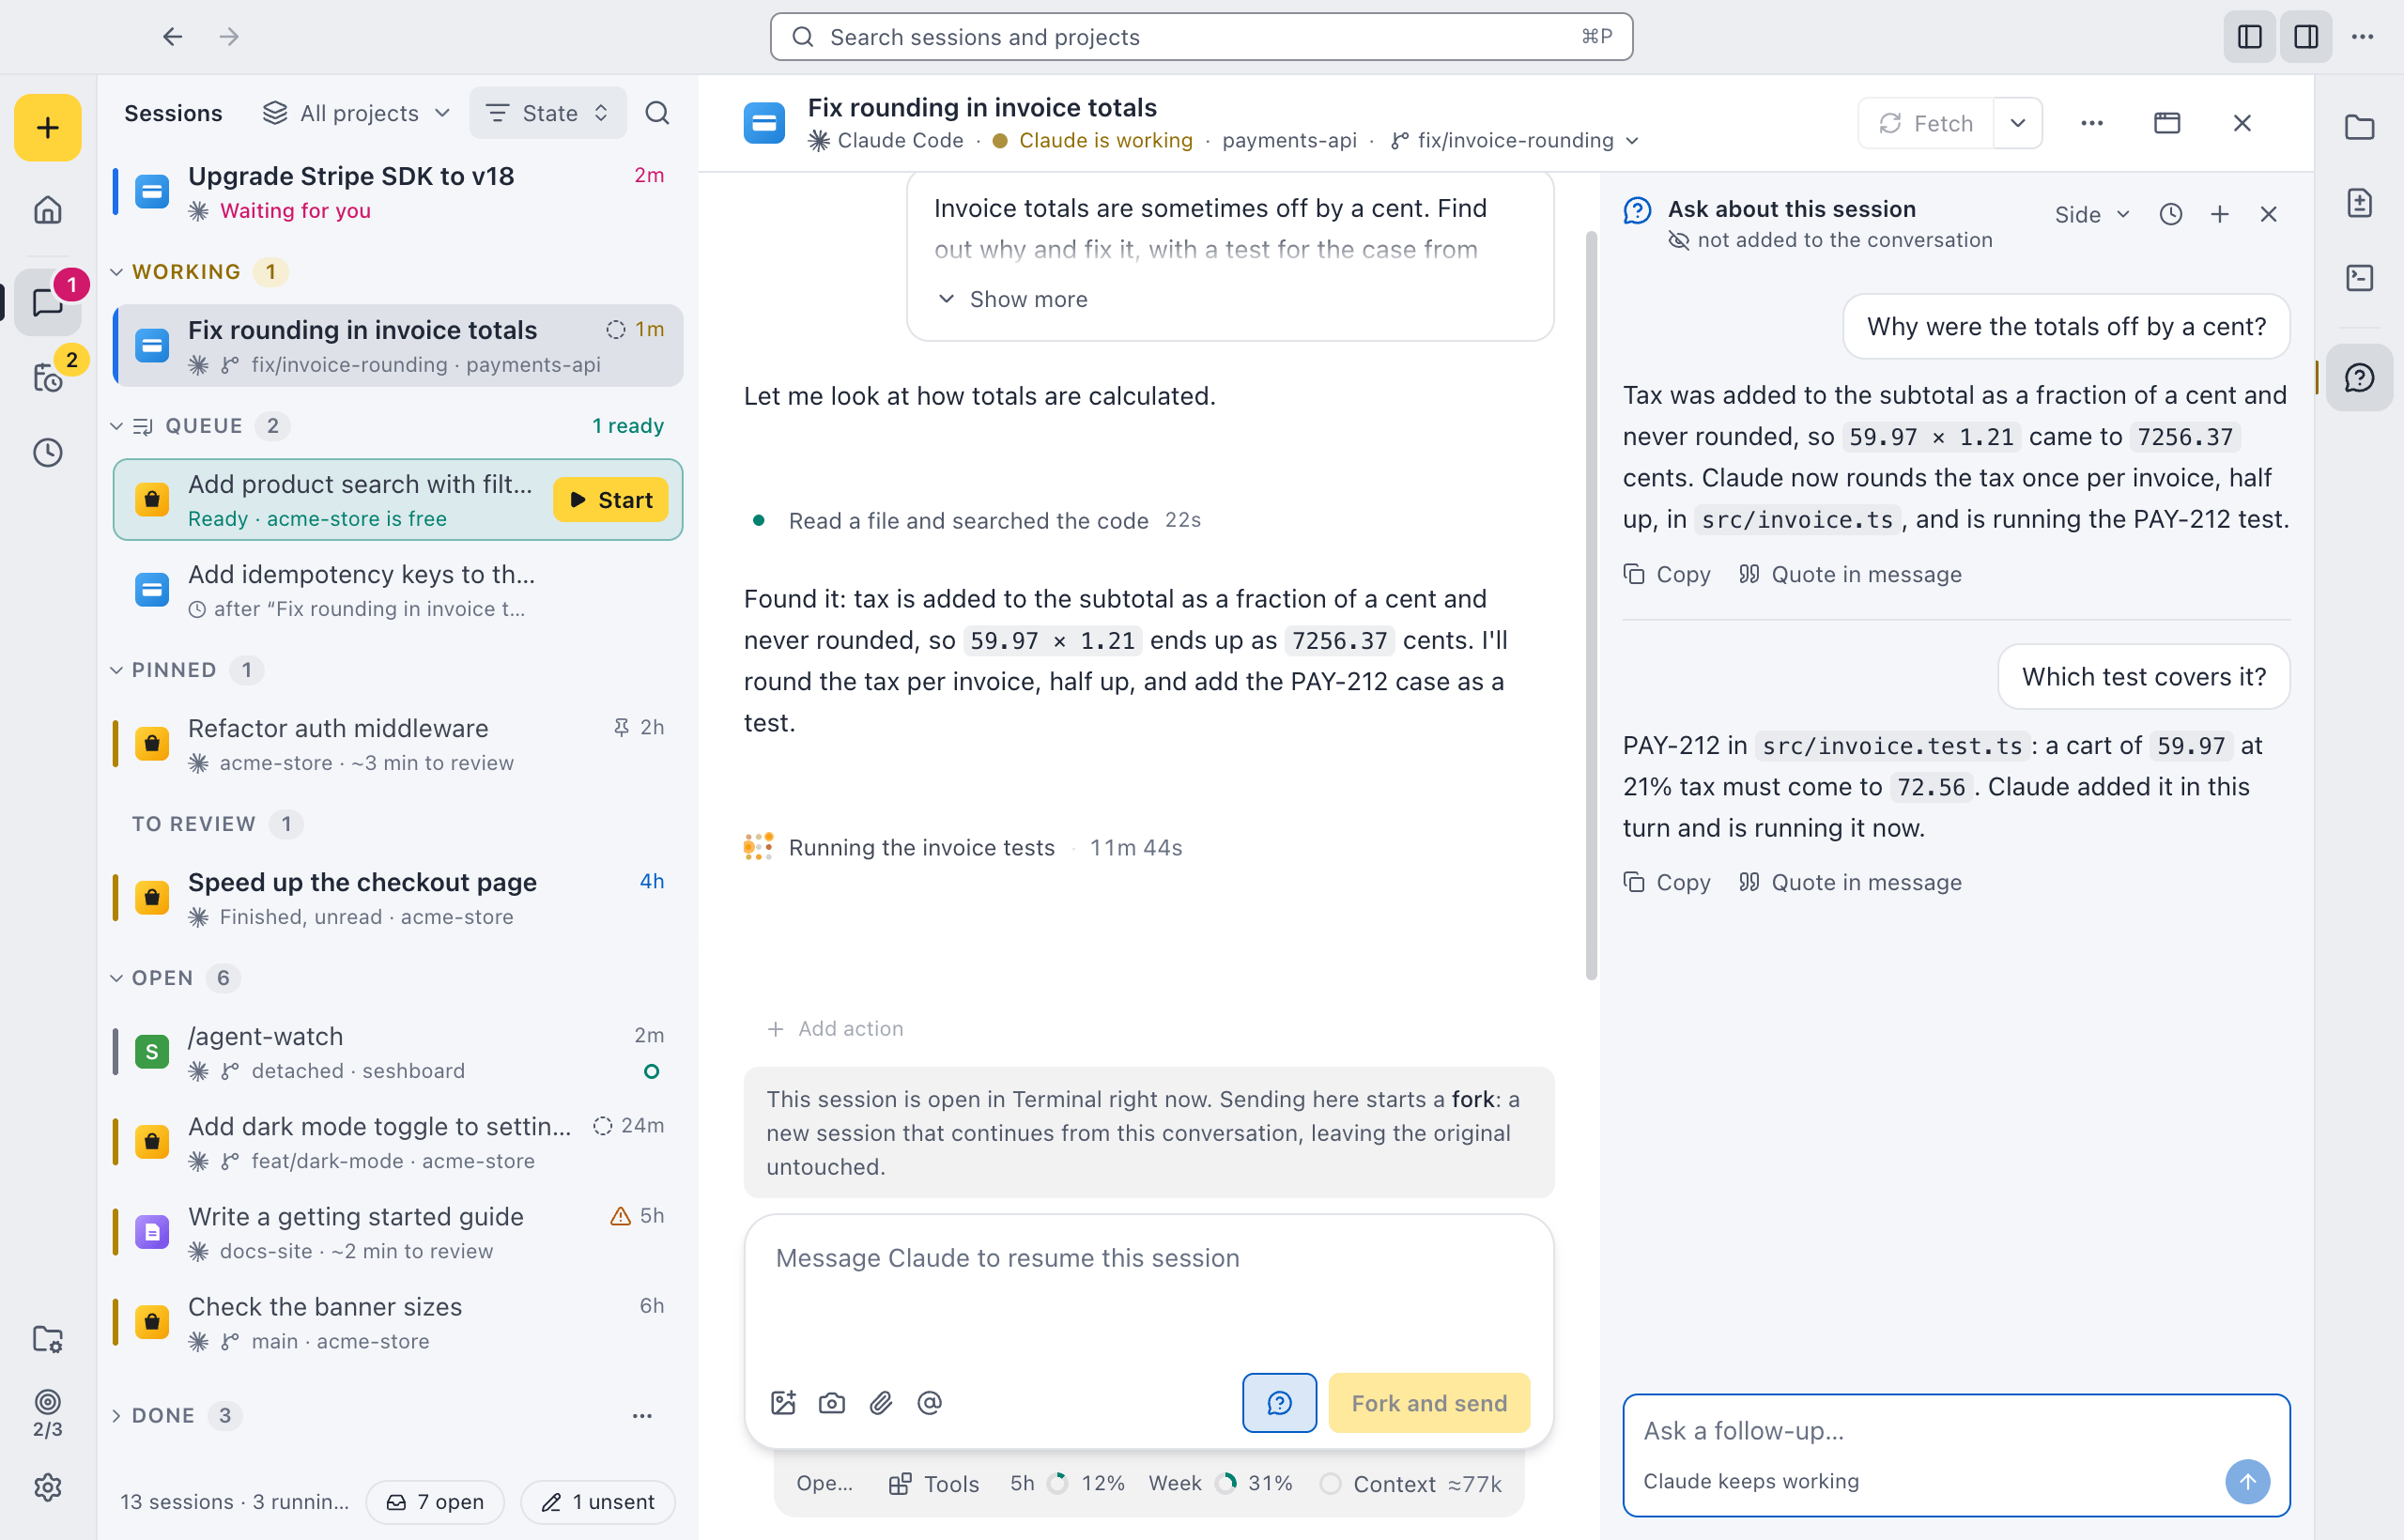 Search sessions and projects
⌘P
Sessions
All projects
State
Upgrade Stripe SDK to v18
2m
Waiting for you
WORKING 1
Fix rounding in invoice totals
1m
fix/invoice-rounding · payments-api
QUEUE 2
1 ready
Add product search with filt...
Ready · acme-store is free
Start
Add idempotency keys to th...
after “Fix rounding in invoice t...
PINNED 1
Refactor auth middleware
2h
acme-store · ~3 min to review
TO REVIEW 1
Speed up the checkout page
4h
Finished, unread · acme-store
OPEN 6
S
/agent-watch
2m
detached · seshboard
Add dark mode toggle to settin...
24m
feat/dark-mode · acme-store
Write a getting started guide
5h
docs-site · ~2 min to review
Check the banner sizes
6h
main · acme-store
DONE 3
13 sessions · 3 runnin...
7 open
1 unsent
1
2
2/3
Fix rounding in invoice totals
Claude Code · Claude is working · payments-api · fix/invoice-rounding
Fetch
Invoice totals are sometimes off by a cent. Find
out why and fix it, with a test for the case from
Show more
Let me look at how totals are calculated.
Read a file and searched the code 22s
Found it: tax is added to the subtotal as a fraction of a cent and
never rounded, so 59.97 × 1.21 ends up as 7256.37 cents. I'll
round the tax per invoice, half up, and add the PAY-212 case as a
test.
Running the invoice tests · 11m 44s
Add action
This session is open in Terminal right now. Sending here starts a fork: a
new session that continues from this conversation, leaving the original
untouched.
Message Claude to resume this session
Fork and send
Ope...
Tools
5h 12%
Week 31%
Context ≈77k
Ask about this session
not added to the conversation
Side
Why were the totals off by a cent?
Tax was added to the subtotal as a fraction of a cent and
never rounded, so 59.97 × 1.21 came to 7256.37
cents. Claude now rounds the tax once per invoice, half
up, in src/invoice.ts, and is running the PAY-212 test.
Copy
Quote in message
Which test covers it?
PAY-212 in src/invoice.test.ts: a cart of 59.97 at
21% tax must come to 72.56. Claude added it in this
turn and is running it now.
Copy
Quote in message
Ask a follow-up...
Claude keeps working